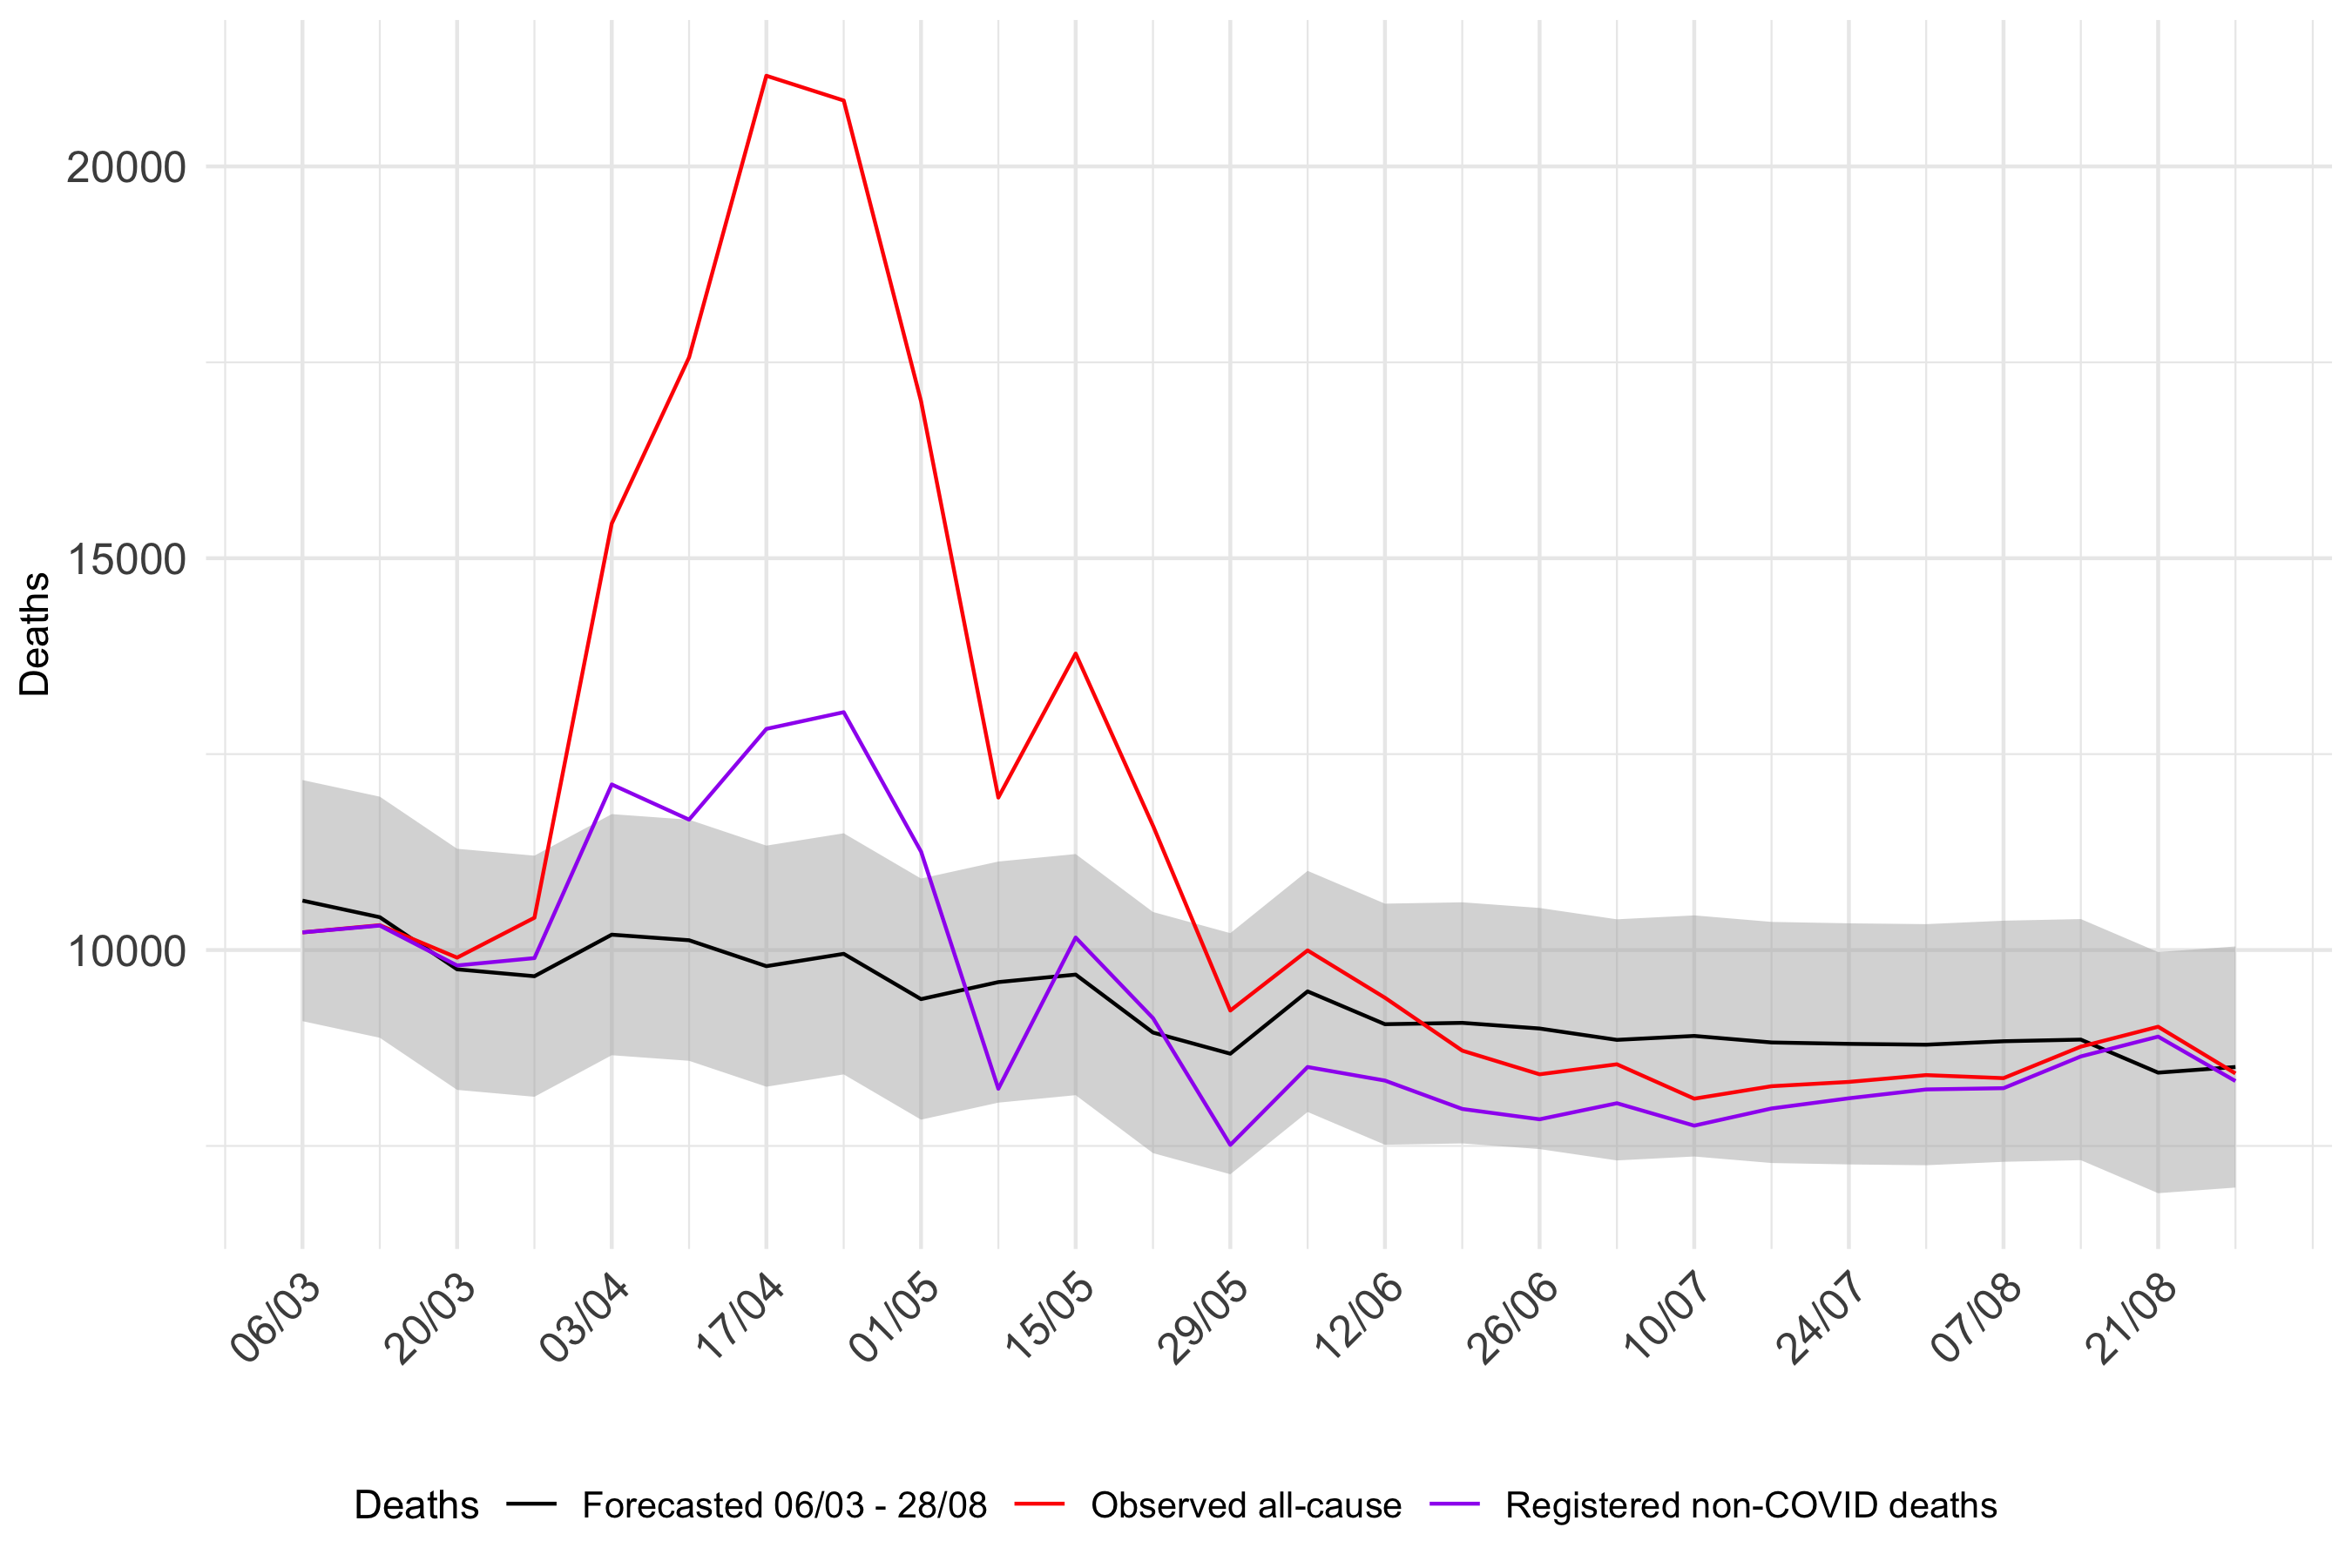 Deaths
20000
15000
10000
06/03 20/03 03/04 17/04 01/05 15/05 29/05 12/06 26/06 10/07 24/07 07/08 21/08
Deaths Forecasted 06/03 - 28/08 Observed all-cause Registered non-COVID deaths